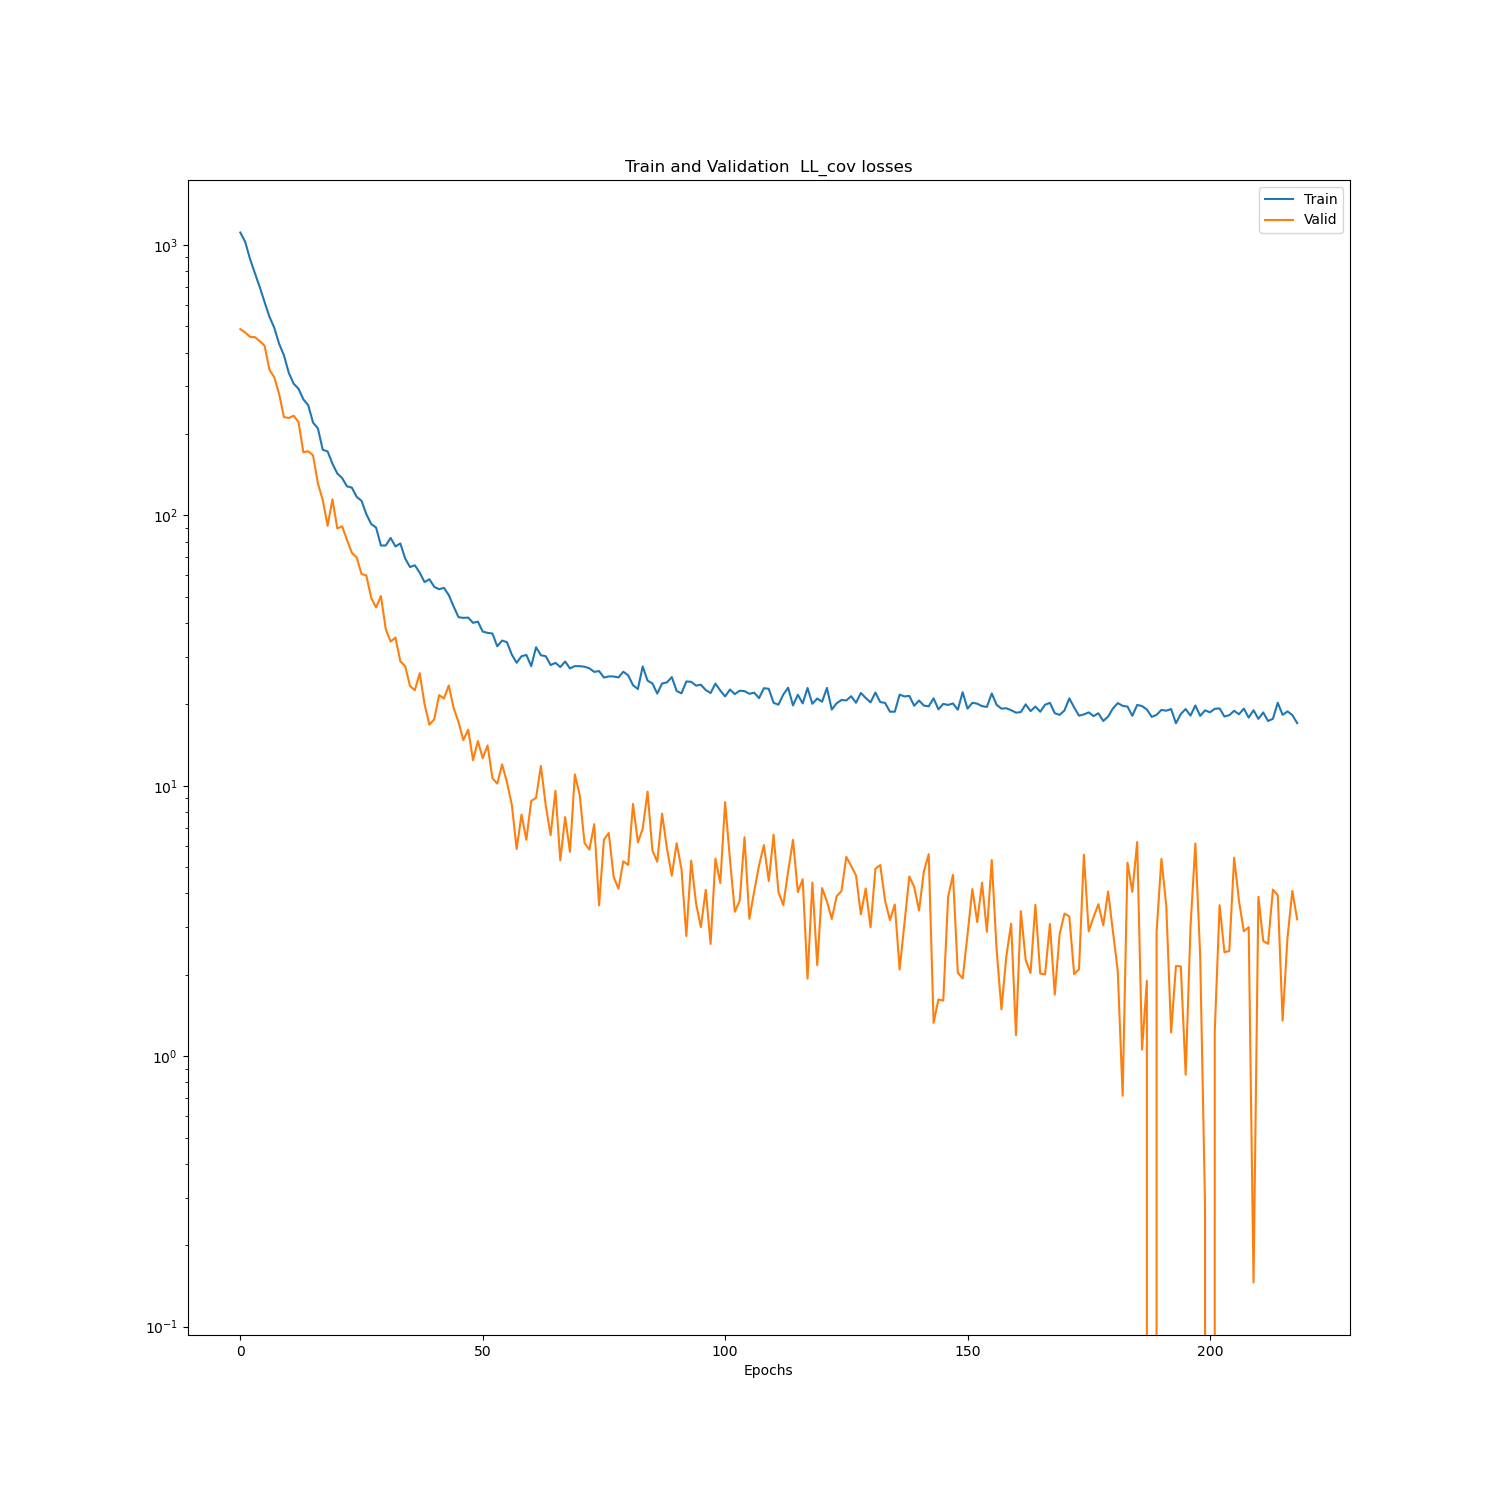 Train and Validation  LL_cov losses
Train
Valid
10³
10²
10¹
10⁰
10⁻¹
0 50 100 150 200
Epochs